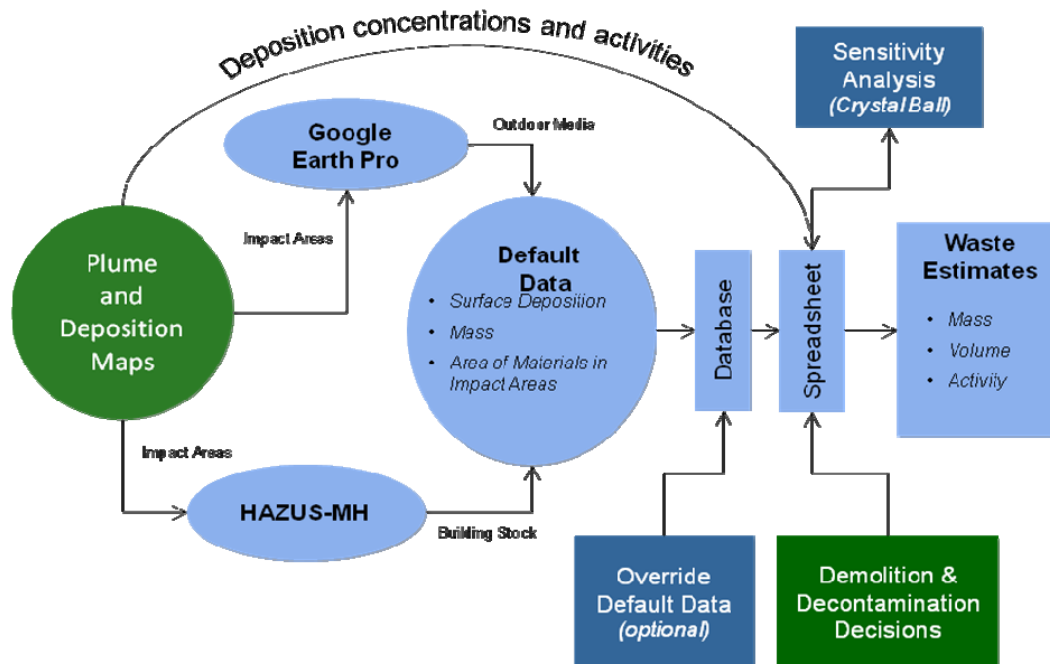 Deposition concentrations and activities
Sensitivity
Analysis
(Crystal Ball)
Google
Earth Pro
Outdoor Media
Impact Areas
Plume
and
Deposition
Maps
Default
Data
• Surface Deposition
• Mass
• Area of Materials in
Impact Areas
Database
Spreadsheet
Waste
Estimates
• Mass
• Volume
• Activity
Impact Areas
HAZUS-MH
Building Stock
Override
Default Data
(optional)
Demolition &
Decontamination
Decisions